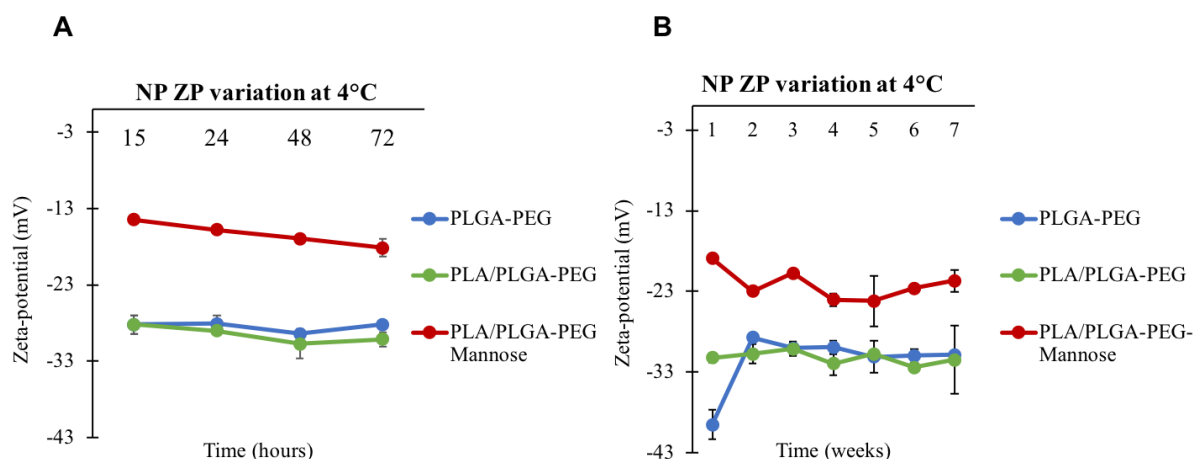 A
NP ZP variation at 4°C
15 24 48 72
-3
-13
-23
-33
-43
Zeta-potential (mV)
Time (hours)
PLGA-PEG
PLA/PLGA-PEG
PLA/PLGA-PEG
Mannose
B
NP ZP variation at 4°C
1 2 3 4 5 6 7
-3
-13
-23
-33
-43
Zeta-potential (mV)
Time (weeks)
PLGA-PEG
PLA/PLGA-PEG
PLA/PLGA-PEG-
Mannose